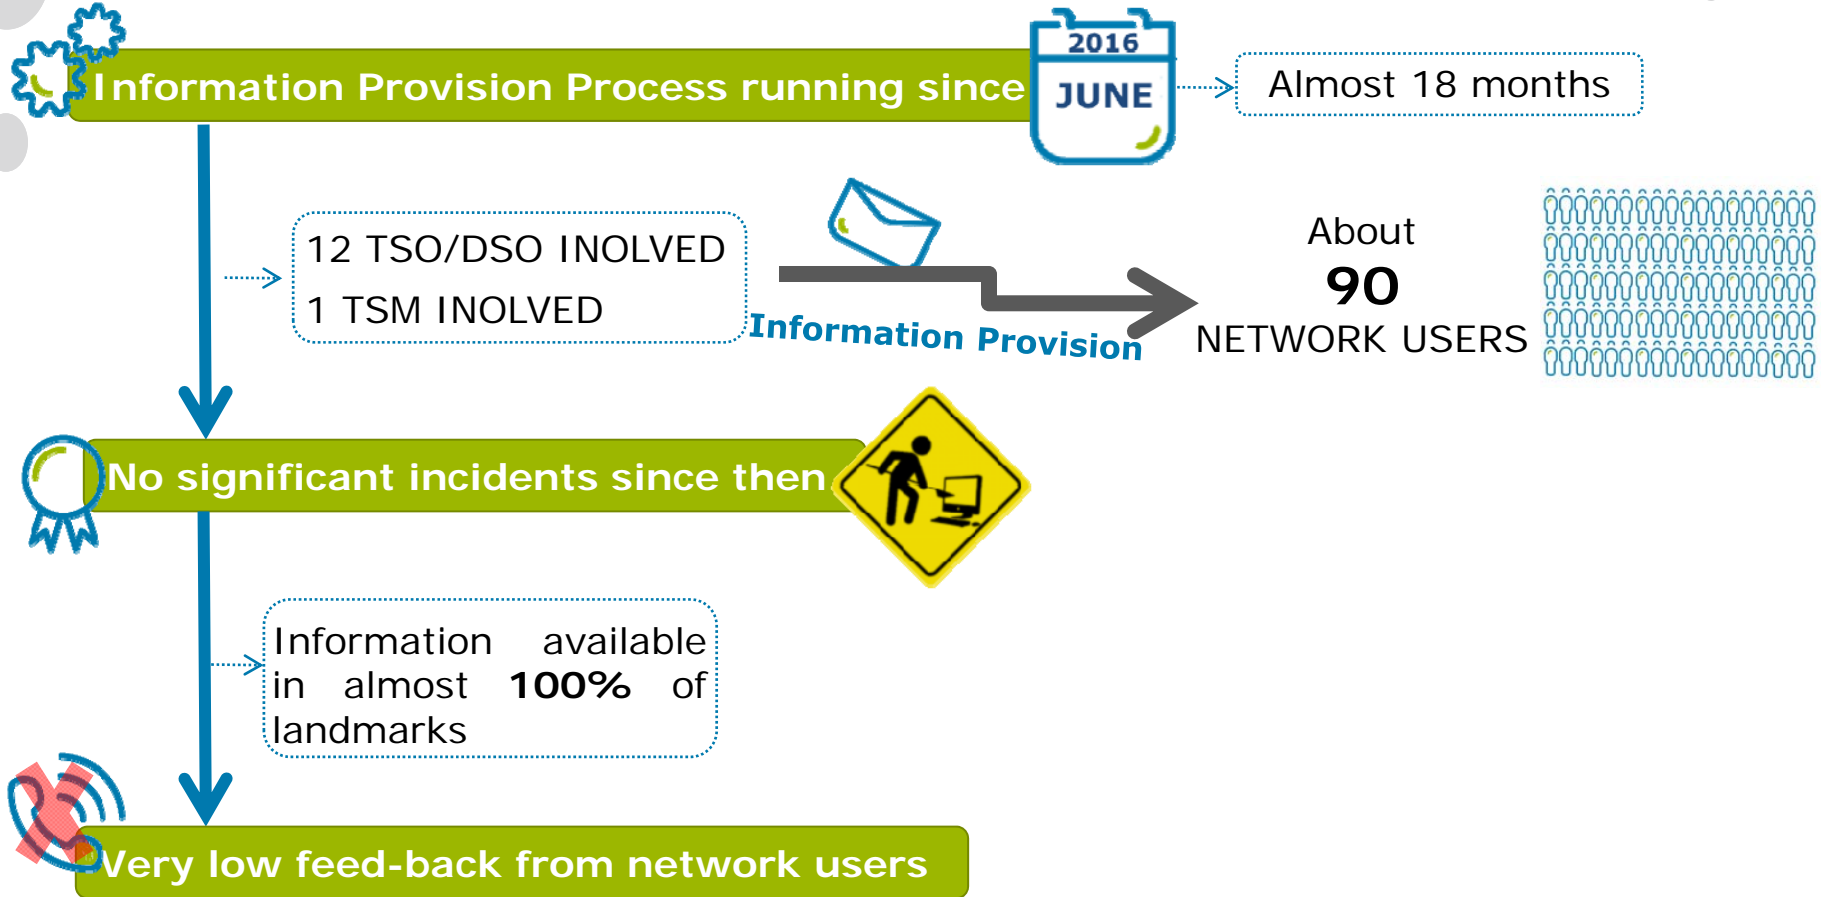 Information Provision Process running since
2016
JUNE
Almost 18 months
12 TSO/DSO INOLVED
1 TSM INOLVED
Information Provision
About
90
NETWORK USERS
No significant incidents since then
Information available
in almost 100% of
landmarks
Very low feed-back from network users